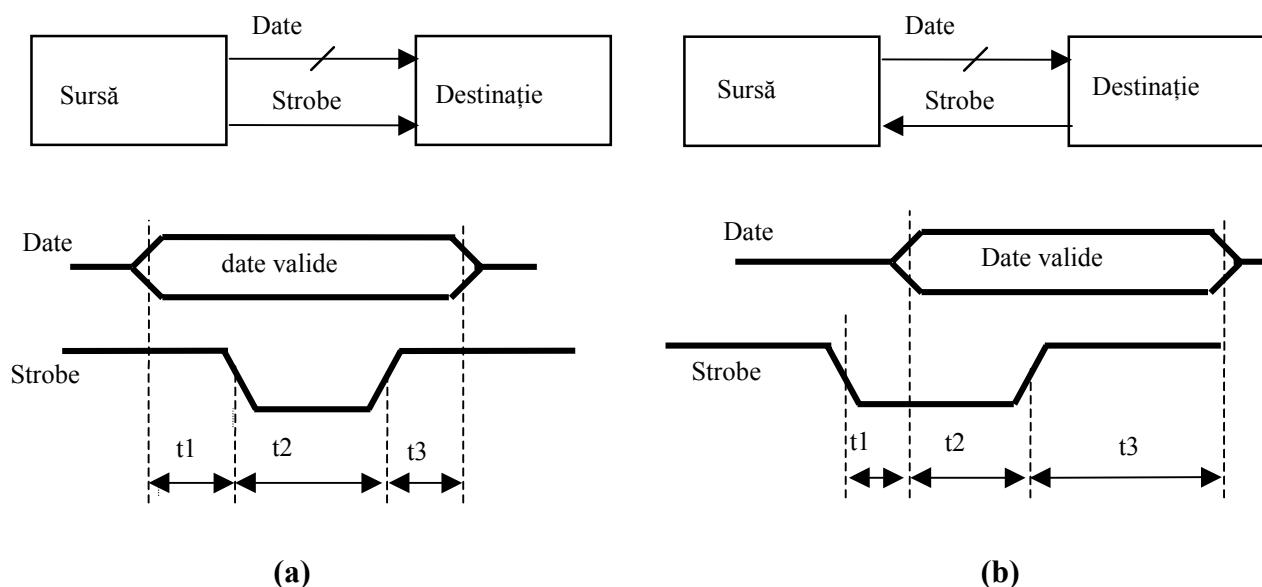 Date
Sursă
Strobe
Destinație
Date
date valide
Strobe
t1
t2
t3
(a)
Date
Sursă
Strobe
Destinație
Date
Date valide
Strobe
t1
t2
t3
(b)